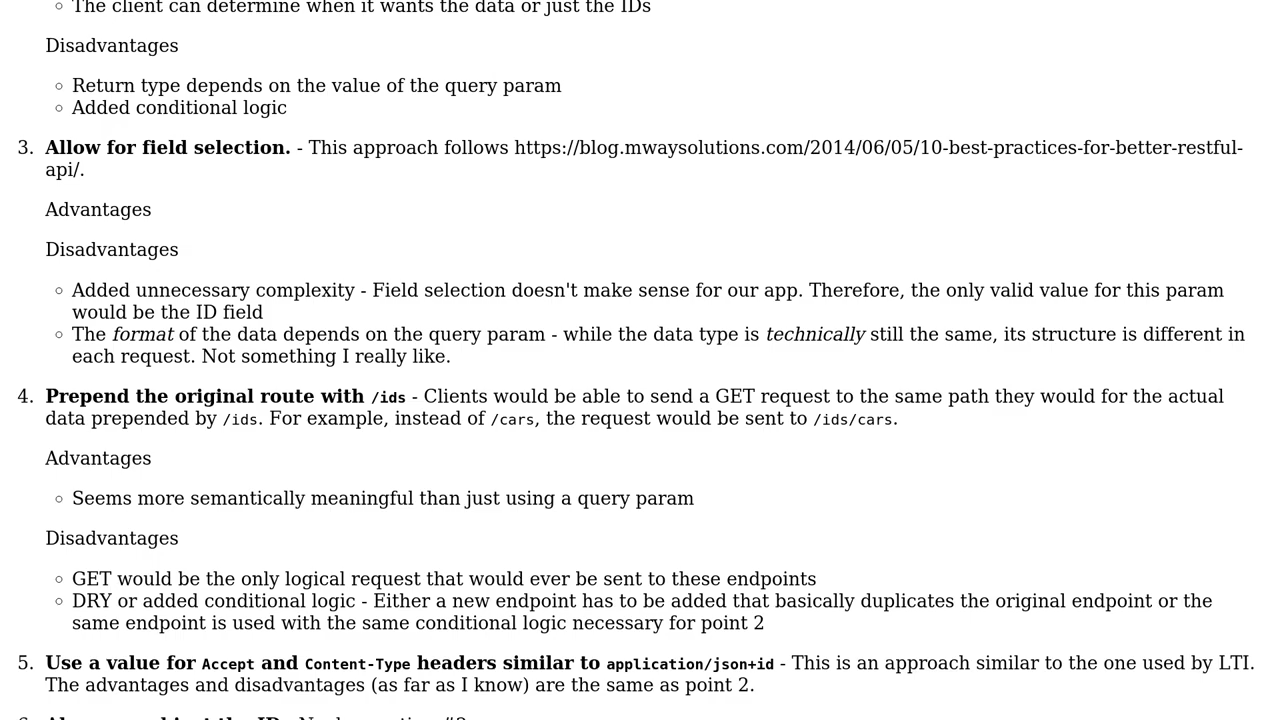 ◦ The client can determine when it wants the data or just the IDs
Disadvantages
◦ Return type depends on the value of the query param
◦ Added conditional logic
3. Allow for field selection. - This approach follows https://blog.mwaysolutions.com/2014/06/05/10-best-practices-for-better-restful-
api/.
Advantages
Disadvantages
◦ Added unnecessary complexity - Field selection doesn't make sense for our app. Therefore, the only valid value for this param
would be the ID field
◦ The format of the data depends on the query param - while the data type is technically still the same, its structure is different in
each request. Not something I really like.
4. Prepend the original route with /ids - Clients would be able to send a GET request to the same path they would for the actual
data prepended by /ids. For example, instead of /cars, the request would be sent to /ids/cars.
Advantages
◦ Seems more semantically meaningful than just using a query param
Disadvantages
◦ GET would be the only logical request that would ever be sent to these endpoints
◦ DRY or added conditional logic - Either a new endpoint has to be added that basically duplicates the original endpoint or the
same endpoint is used with the same conditional logic necessary for point 2
5. Use a value for Accept and Content-Type headers similar to application/json+id - This is an approach similar to the one used by LTI.
The advantages and disadvantages (as far as I know) are the same as point 2.